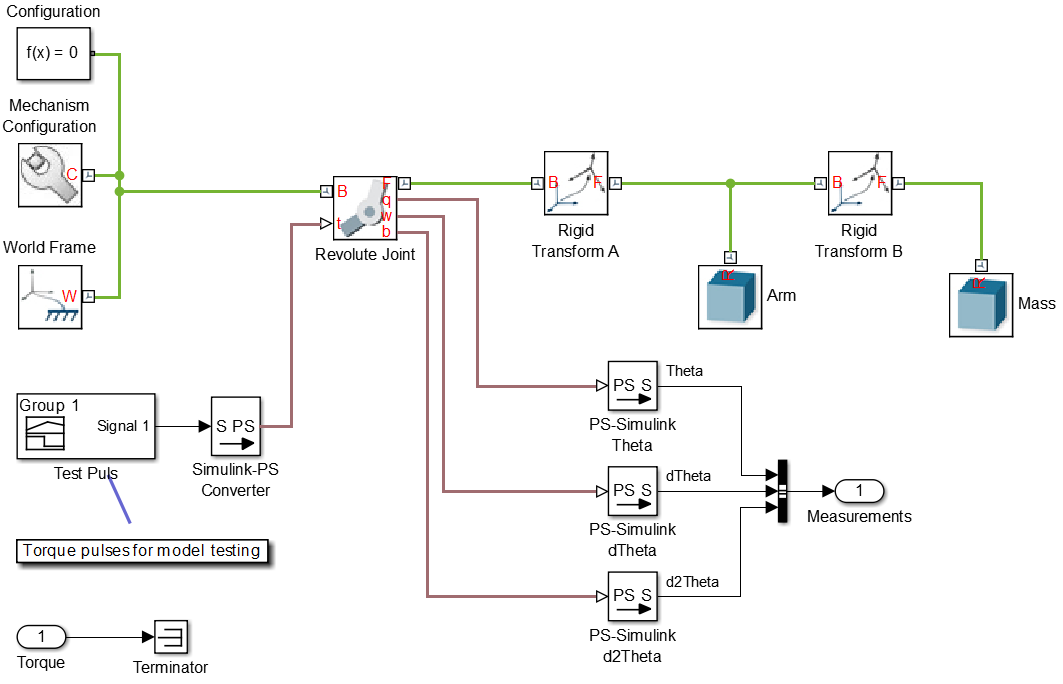 Configuration
f(x) = 0
Mechanism
Configuration
C
World Frame
W
B
t
q
w
b
Revolute Joint
B
F
Rigid
Transform A
B
F
Rigid
Transform B
Arm
Mass
Group 1
Signal 1
Test Puls
S PS
Simulink-PS
Converter
Torque pulses for model testing
1
Torque
Terminator
PS S
Theta
PS-Simulink
Theta
PS S
dTheta
PS-Simulink
dTheta
PS S
d2Theta
PS-Simulink
d2Theta
1
Measurements